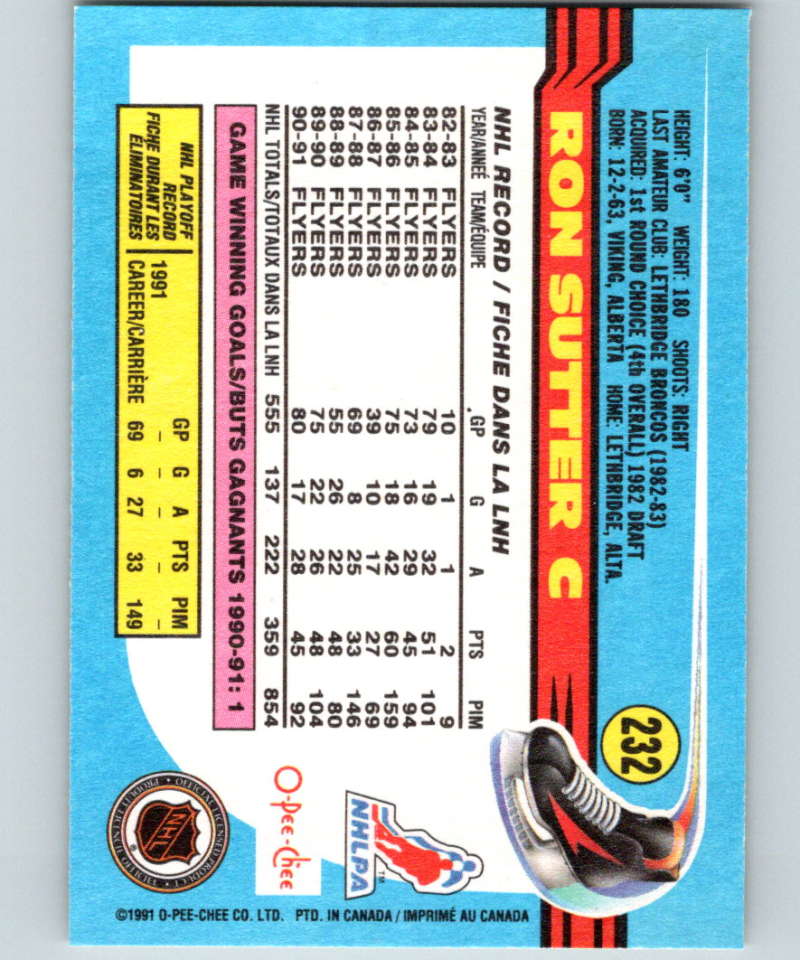 HEIGHT: 6'0" WEIGHT: 180 SHOOTS: RIGHT
LAST AMATEUR CLUB: LETHBRIDGE BRONCOS (1982-83)
ACQUIRED: 1st ROUND CHOICE (4th OVERALL) 1982 DRAFT
BORN: 12-2-63, VIKING, ALBERTA HOME: LETHBRIDGE, ALTA.
232
RON SUTTER C
NHL RECORD / FICHE DANS LA LNH
YEAR/ANNÉE TEAM/ÉQUIPE GP G A PTS PIM
82-83 FLYERS 10 1 1 2 9
83-84 FLYERS 79 19 32 51 101
84-85 FLYERS 73 16 29 45 94
85-86 FLYERS 75 18 42 60 159
86-87 FLYERS 39 10 17 27 69
87-88 FLYERS 69 8 25 33 146
88-89 FLYERS 55 26 22 48 80
89-90 FLYERS 75 22 26 48 104
90-91 FLYERS 80 17 28 45 92
NHL TOTALS/TOTAUX DANS LA LNH 555 137 222 359 854
GAME WINNING GOALS/BUTS GAGNANTS 1990-91: 1
NHL PLAYOFF RECORD
FICHE DURANT LES ÉLIMINATOIRES
GP G A PTS PIM
1991 – – – – –
CAREER/CARRIÈRE 69 6 27 33 149
NHLPA™
O-Pee-Chee
NHL
®
OFFICIAL LICENSED PRODUCT
PRODUIT LICENCIE OFFICIEL
©1991 O-PEE-CHEE CO. LTD. PTD. IN CANADA / IMPRIMÉ AU CANADA